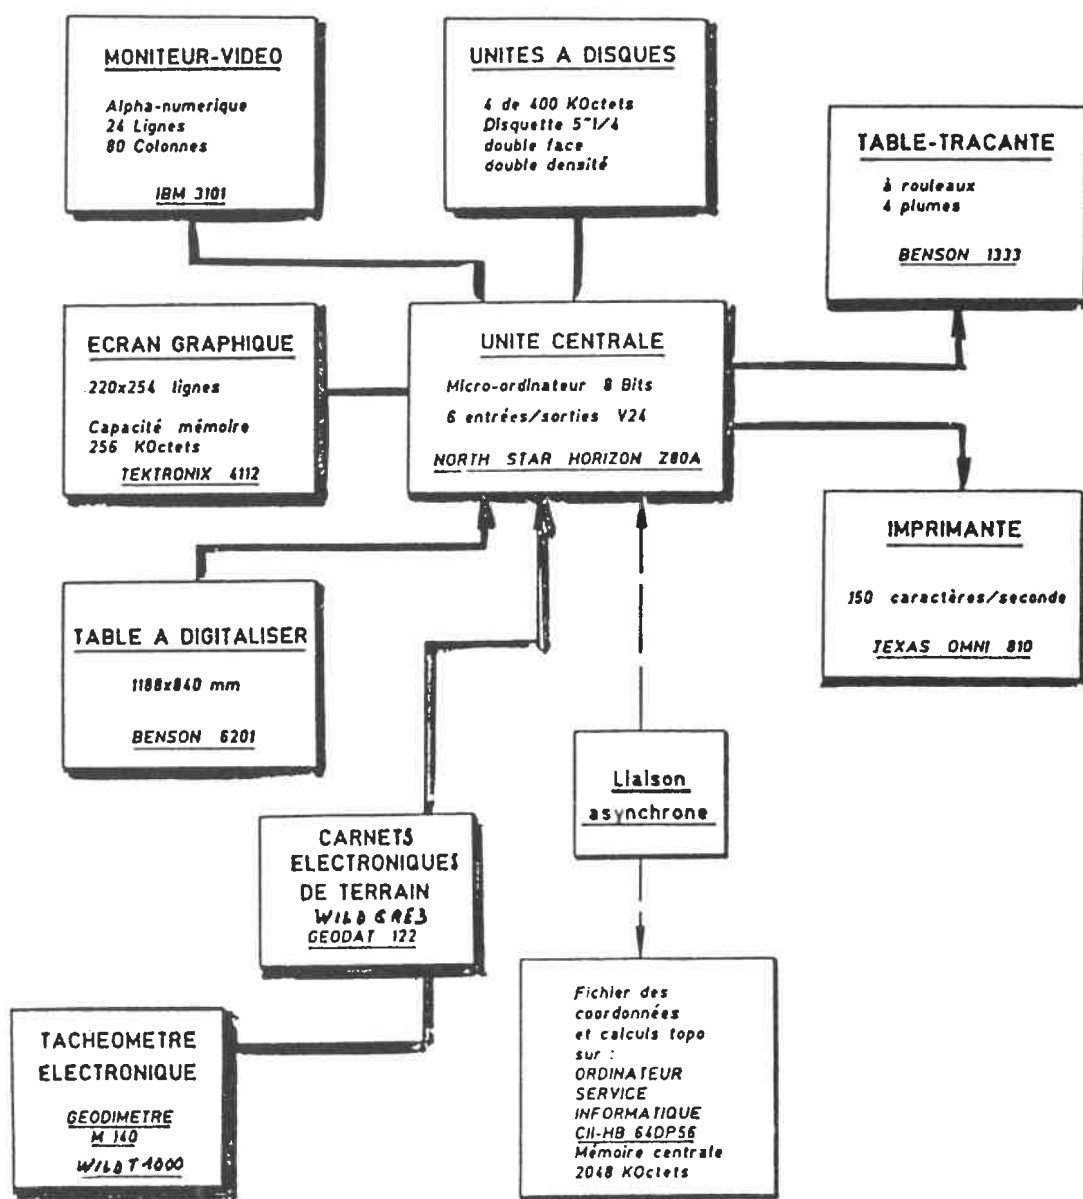 MONITEUR-VIDEO
Alpha-numerique
24 Lignes
80 Colonnes
IBM 3101
UNITES A DISQUES
4 de 400 KOctets
Disquette 5"1/4
double face
double densité
TABLE-TRACANTE
à rouleaux
4 plumes
BENSON 1333
ECRAN GRAPHIQUE
220x254 lignes
Capacité mémoire
256 KOctets
TEKTRONIX 4112
UNITE CENTRALE
Micro-ordinateur 8 Bits
6 entrées/sorties V24
NORTH STAR HORIZON Z80A
IMPRIMANTE
150 caractères/seconde
TEXAS OMNI 810
TABLE A DIGITALISER
1188x840 mm
BENSON 6201
Liaison
asynchrone
CARNETS
ELECTRONIQUES
DE TERRAIN
WILD GRE3
GEODAT 122
TACHEOMETRE
ELECTRONIQUE
GEODIMETRE
M 140
WILD T1000
Fichier des
coordonnées
et calculs topo
sur :
ORDINATEUR
SERVICE
INFORMATIQUE
CII-HB 64DPS6
Mémoire centrale
2048 KOctets